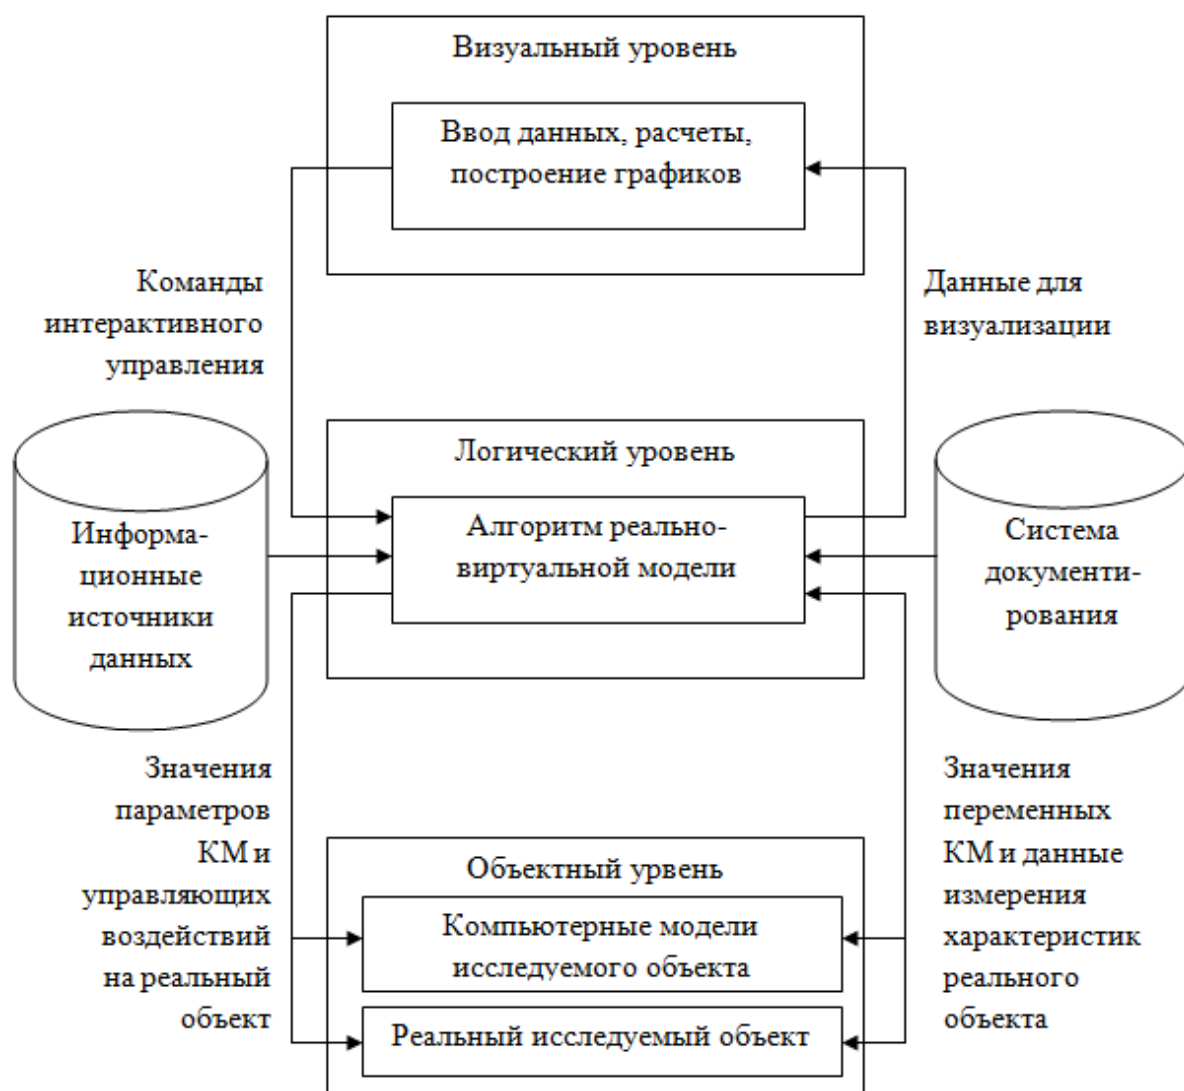 Визуальный уровень
Ввод данных, расчеты,
построение графиков
Команды
интерактивного
управления
Данные для
визуализации
Информа-
ционные
источники
данных
Логический уровень
Алгоритм реально-
виртуальной модели
Система
документи-
рования
Значения
параметров
КМ и
управляющих
воздействий
на реальный
объект
Объектный урвень
Компьютерные модели
исследуемого объекта
Реальный исследуемый объект
Значения
переменных
КМ и данные
измерения
характеристик
реального
объекта